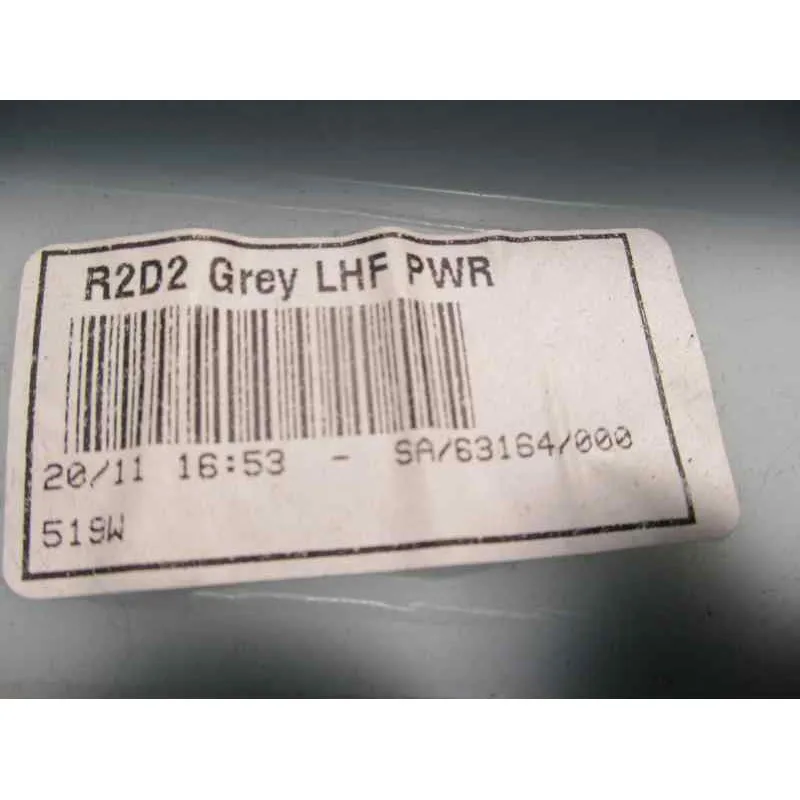 R2D2 Grey LHF PWR
20/11 16:53 - SA/63164/000
519W